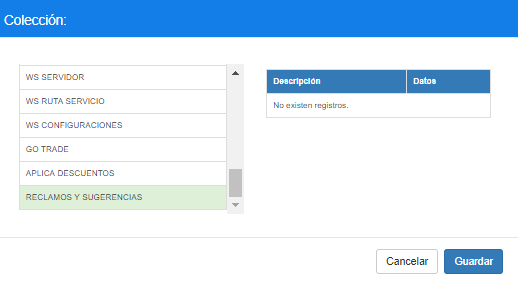 Colección:
WS SERVIDOR
WS RUTA SERVICIO
WS CONFIGURACIONES
GO TRADE
APLICA DESCUENTOS
RECLAMOS Y SUGERENCIAS
Descripción Datos
No existen registros.
Cancelar Guardar